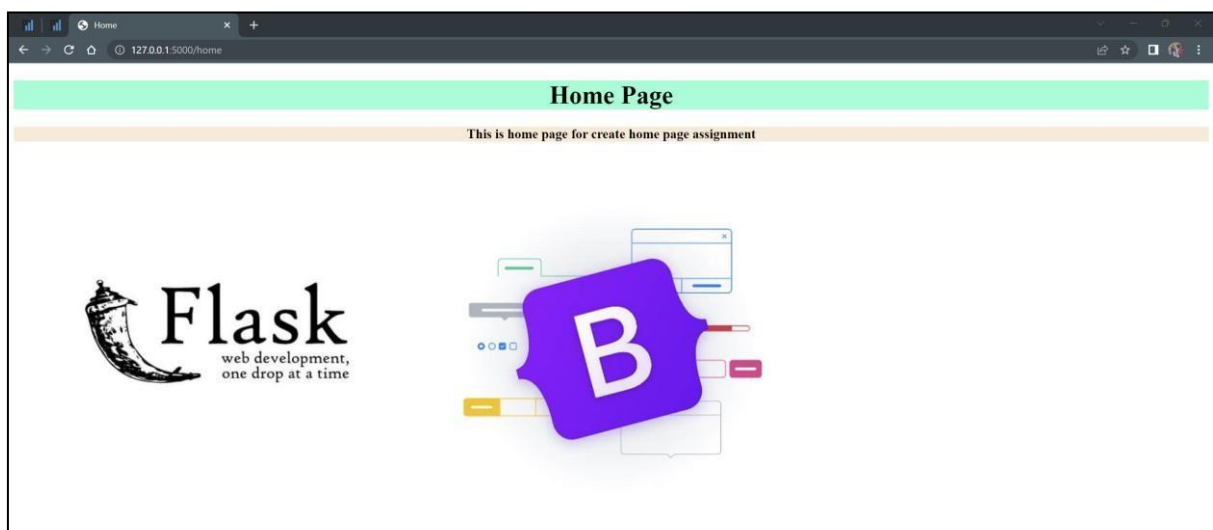 Home
127.0.0.1:5000/home
Home Page
This is home page for create home page assignment
Flask
web development,
one drop at a time
B